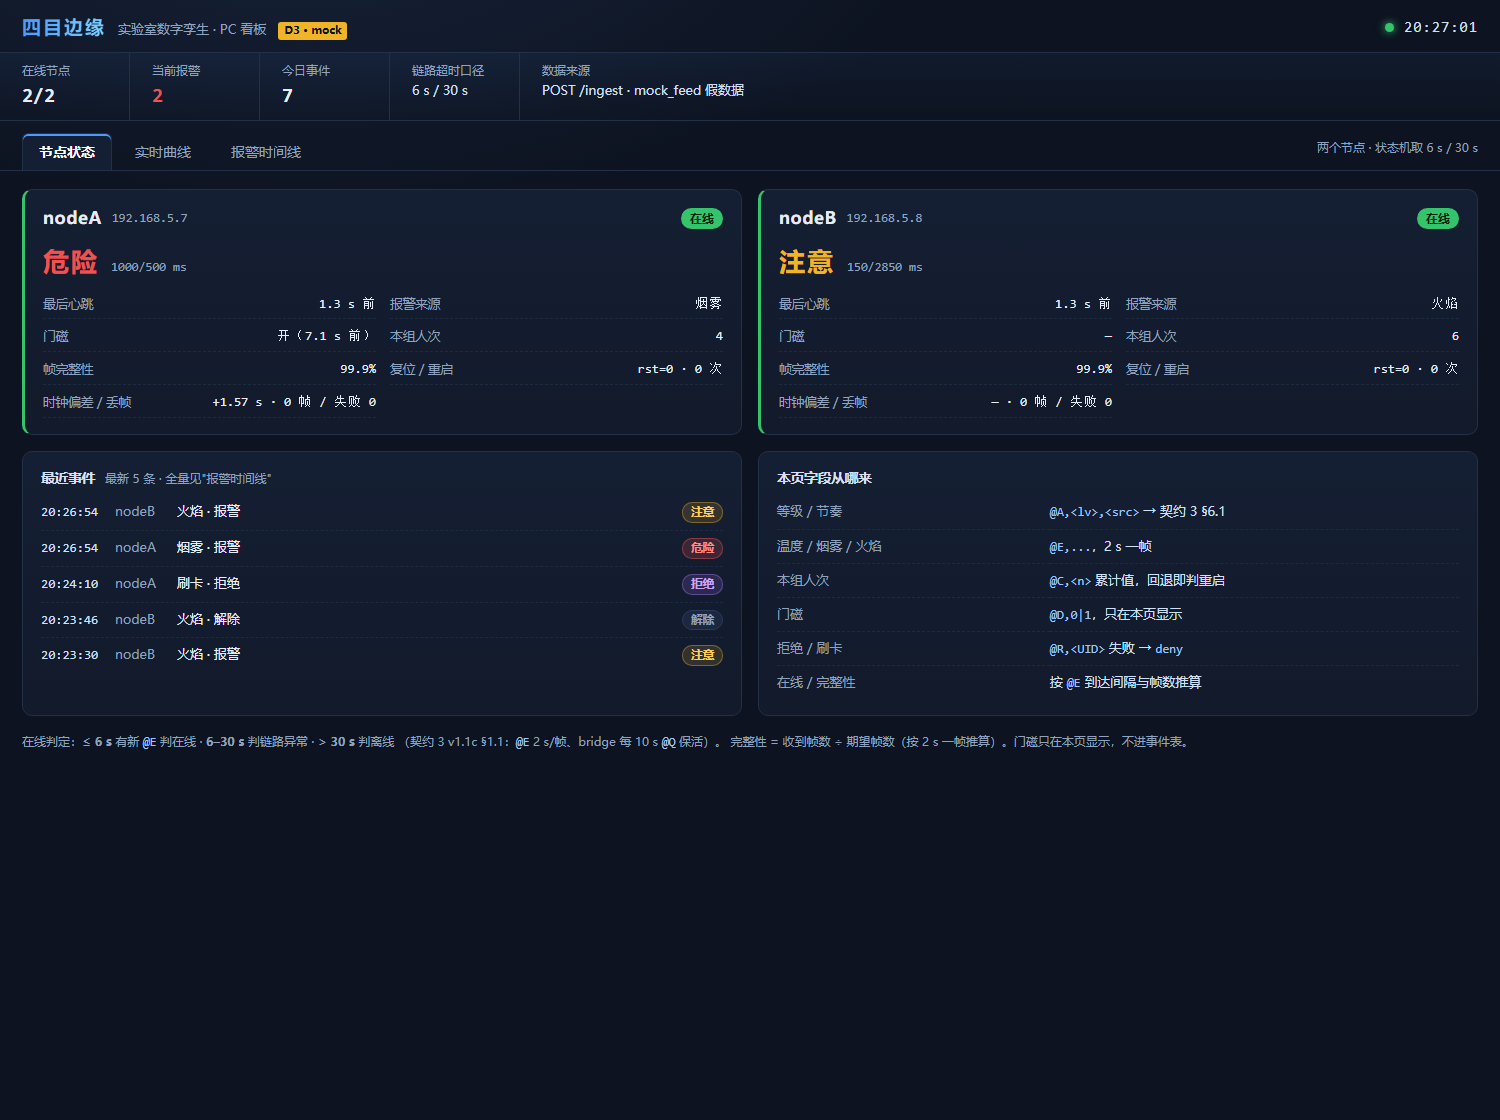 四目边缘 实验室数字孪生 · PC 看板 D3 • mock 20:27:01
在线节点 当前报警 今日事件 链路超时口径 数据来源
2/2 2 7 6 s / 30 s POST /ingest · mock_feed 假数据
节点状态 实时曲线 报警时间线 两个节点 · 状态机取 6 s / 30 s
nodeA 192.168.5.7 在线
危险 1000/500 ms
最后心跳 1.3 s 前 报警来源 烟雾
门磁 开（7.1 s 前） 本组人次 4
帧完整性 99.9% 复位 / 重启 rst=0 · 0 次
时钟偏差 / 丢帧 +1.57 s · 0 帧 / 失败 0
nodeB 192.168.5.8 在线
注意 150/2850 ms
最后心跳 1.3 s 前 报警来源 火焰
门磁 — 本组人次 6
帧完整性 99.9% 复位 / 重启 rst=0 · 0 次
时钟偏差 / 丢帧 — · 0 帧 / 失败 0
最近事件 最新 5 条 · 全量见"报警时间线"
20:26:54 nodeB 火焰 · 报警 注意
20:26:54 nodeA 烟雾 · 报警 危险
20:24:10 nodeA 刷卡 · 拒绝 拒绝
20:23:46 nodeB 火焰 · 解除 解除
20:23:30 nodeB 火焰 · 报警 注意
本页字段从哪来
等级 / 节奏 @A,<lv>,<src> → 契约 3 §6.1
温度 / 烟雾 / 火焰 @E,..., 2 s 一帧
本组人次 @C,<n> 累计值，回退即判重启
门磁 @D,0|1，只在本页显示
拒绝 / 刷卡 @R,<UID> 失败 → deny
在线 / 完整性 按 @E 到达间隔与帧数推算
在线判定：≤ 6 s 有新 @E 判在线 · 6–30 s 判链路异常 · > 30 s 判离线 （契约 3 v1.1c §1.1：@E 2 s/帧、bridge 每 10 s @Q 保活）。 完整性 = 收到帧数 ÷ 期望帧数（按 2 s 一帧推算）。门磁只在本页显示，不进事件表。